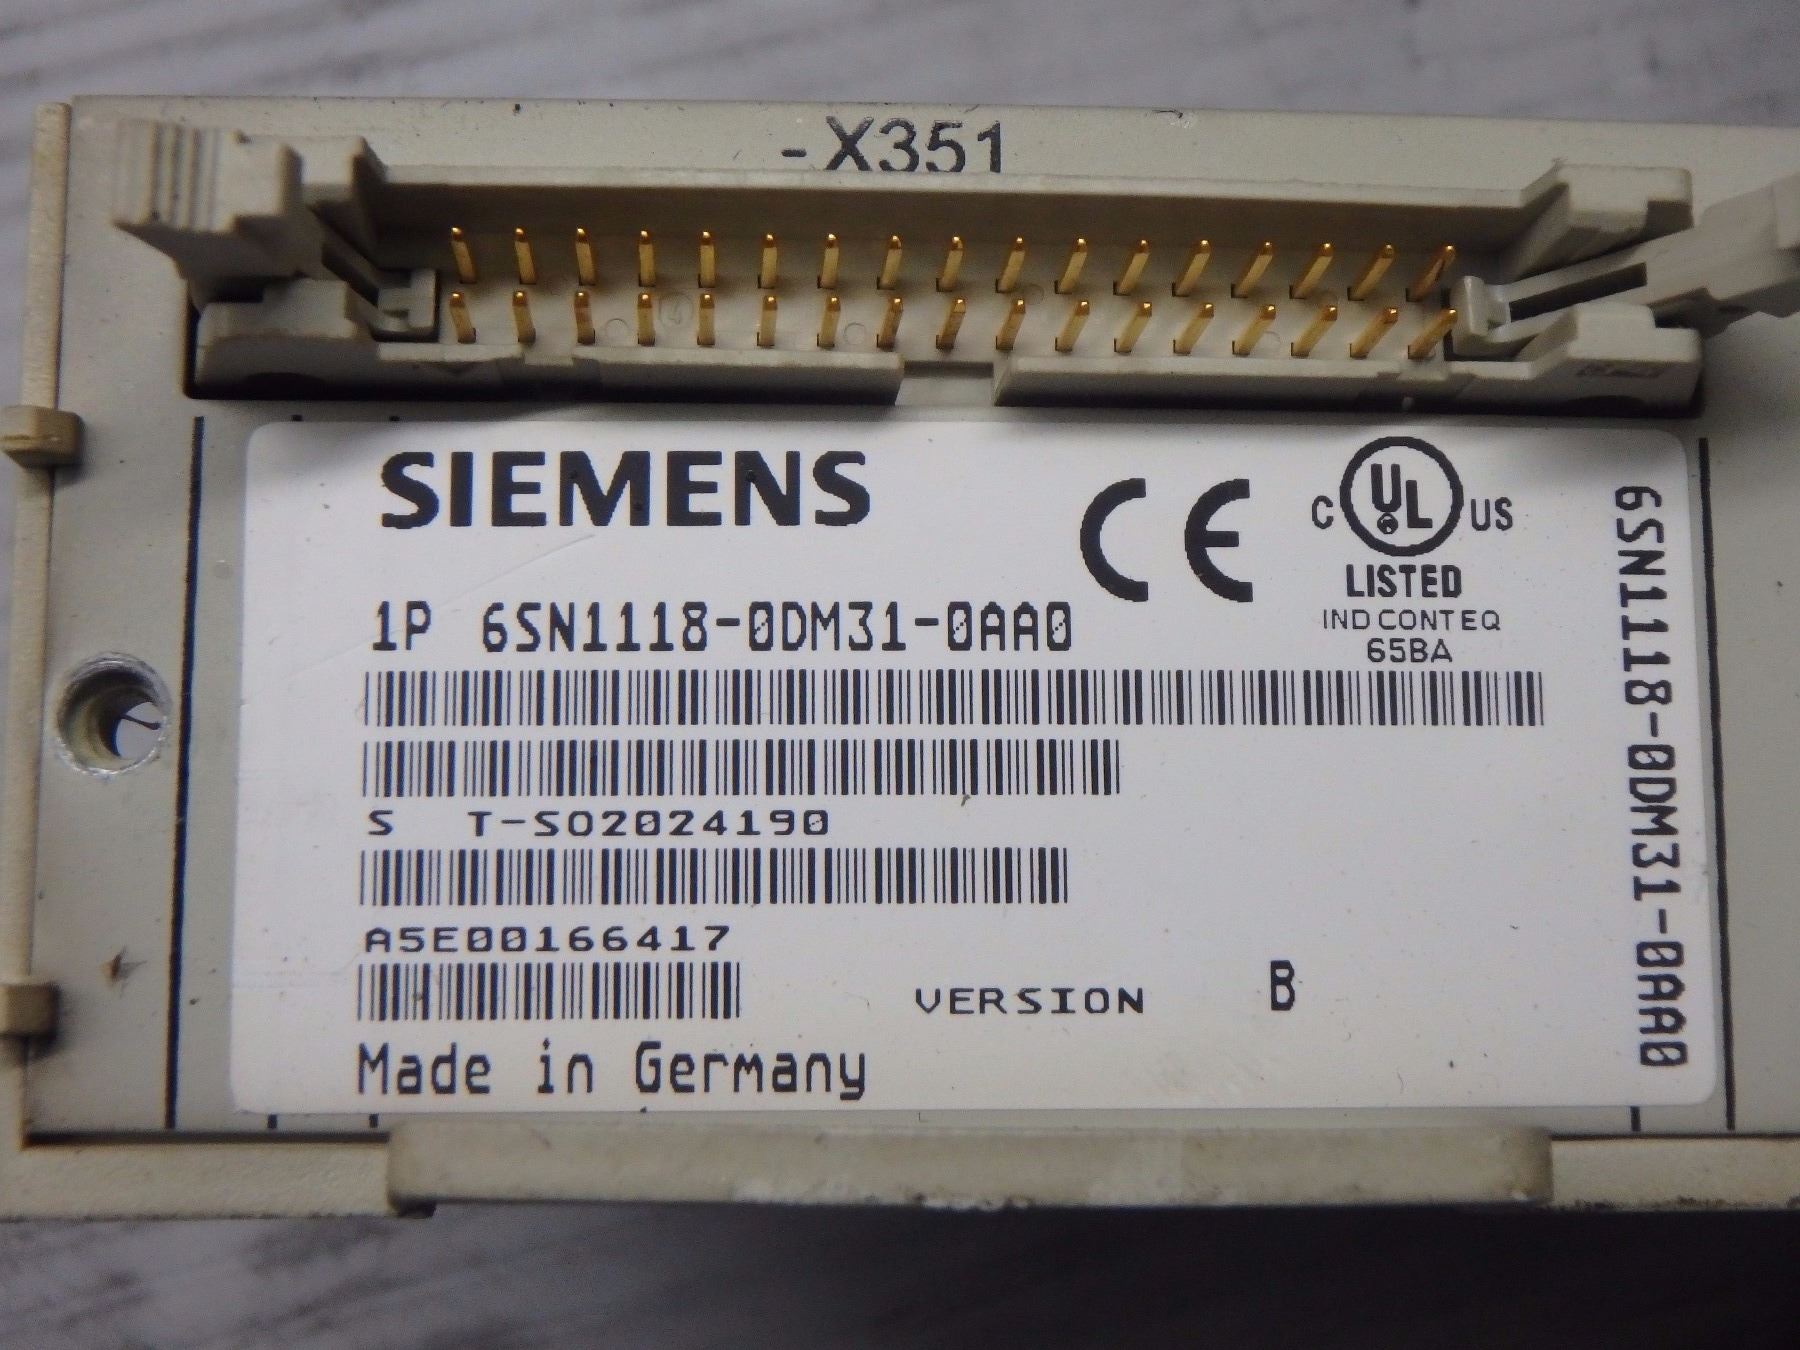 -X351
SIEMENS
CE
C UL US
LISTED
IND CONT EQ
65BA
1P 6SN1118-0DM31-0AA0
S T-SO2024190
A5E00166417
VERSION B
Made in Germany
6SN1118-0DM31-0AA0